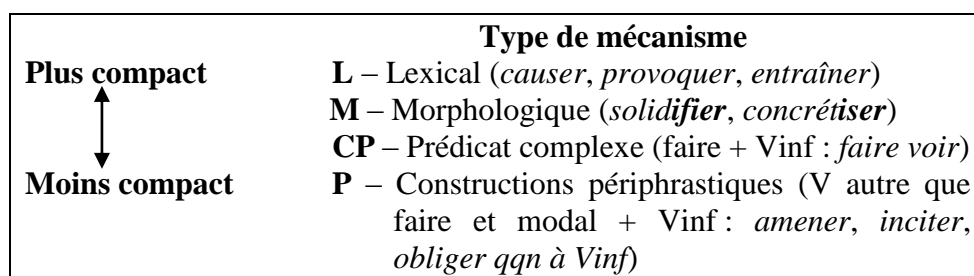 Type de mécanisme
Plus compact L – Lexical (causer, provoquer, entraîner)
M – Morphologique (solidifier, concrétiser)
CP – Prédicat complexe (faire + Vinf : faire voir)
Moins compact P – Constructions périphrastiques (V autre que
faire et modal + Vinf : amener, inciter,
obliger qqn à Vinf)